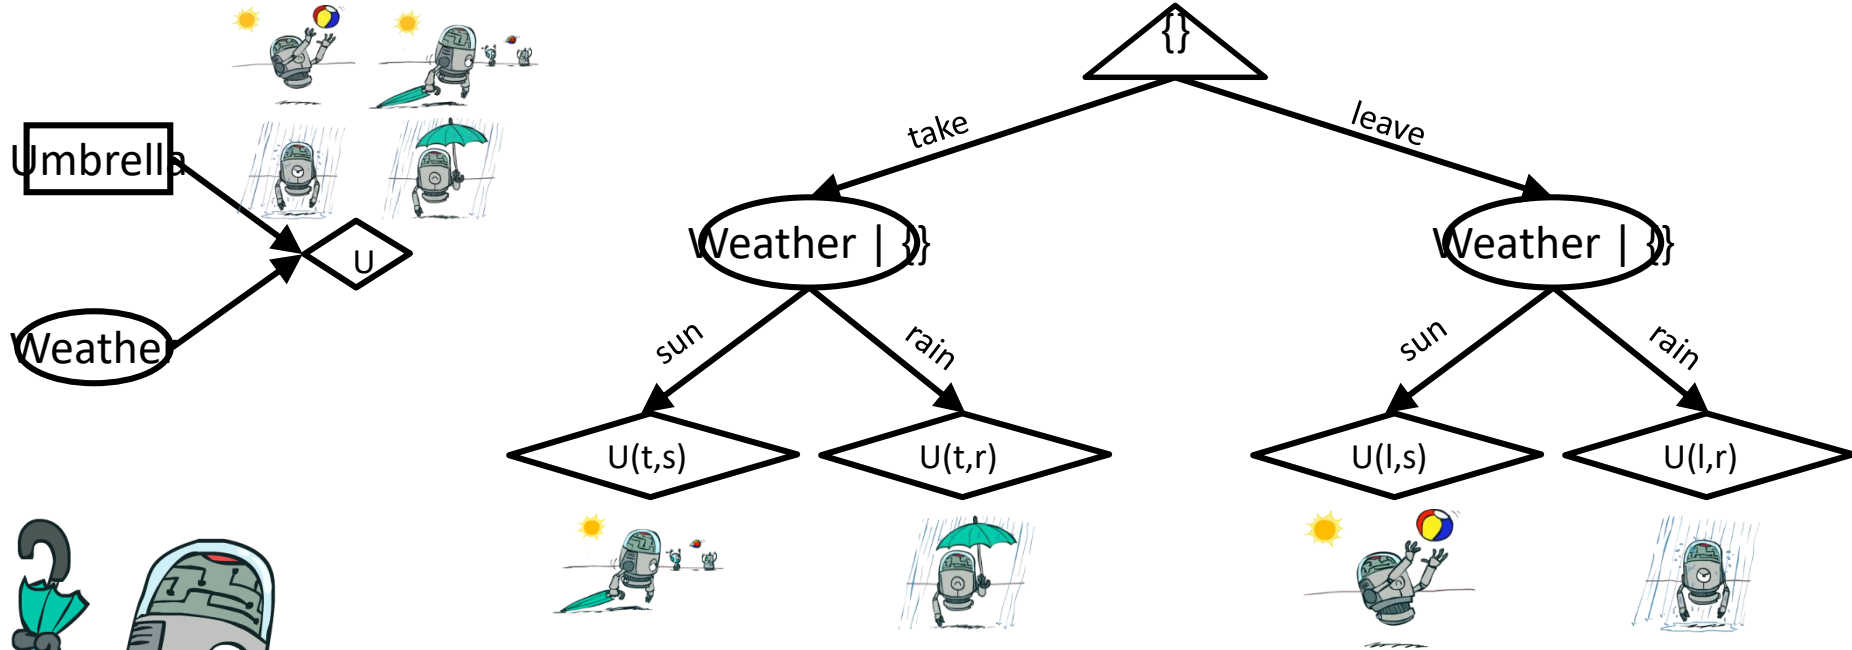 Umbrella
Weather
U
{}
take
leave
Weather | {}
Weather | {}
sun
rain
sun
rain
U(t,s)
U(t,r)
U(l,s)
U(l,r)